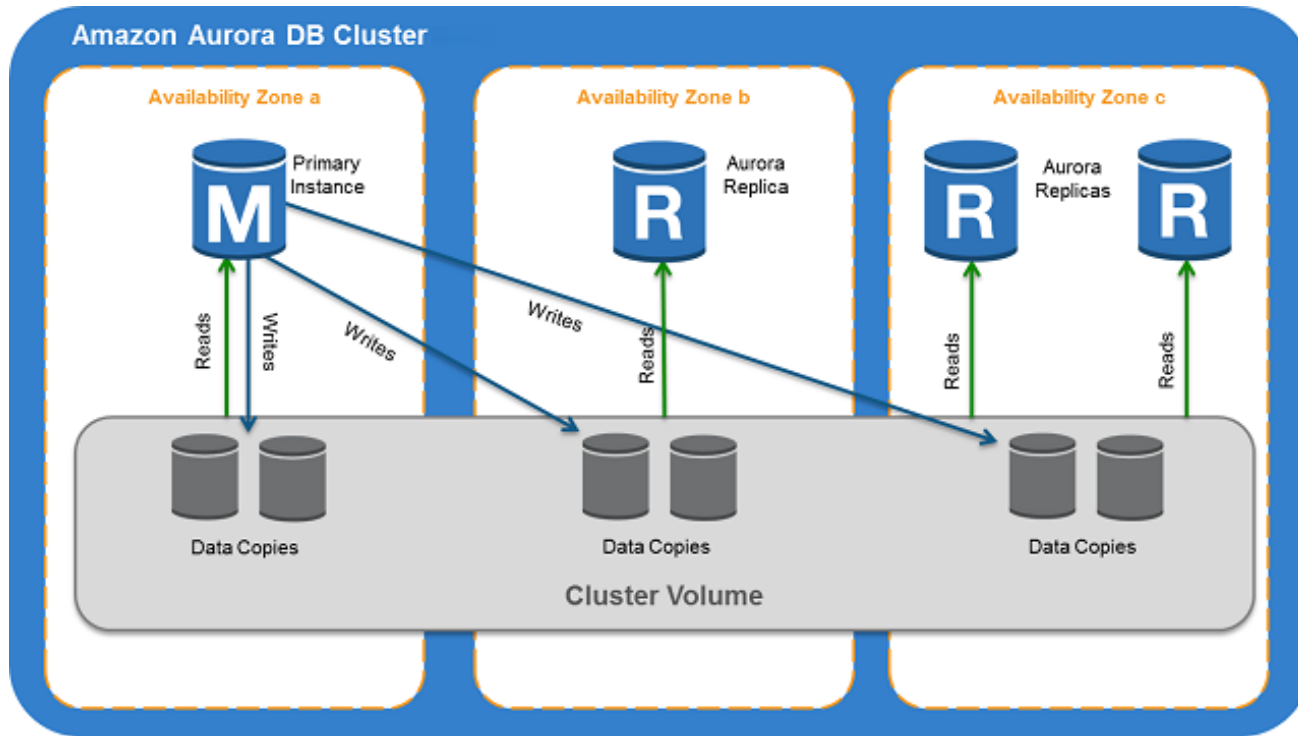 Amazon Aurora DB Cluster
Availability Zone a
Availability Zone b
Availability Zone c
M
Primary
Instance
R
Aurora
Replica
R
Aurora
Replicas
R
Reads
Writes
Writes
Writes
Reads
Reads
Reads
Data Copies
Data Copies
Data Copies
Cluster Volume